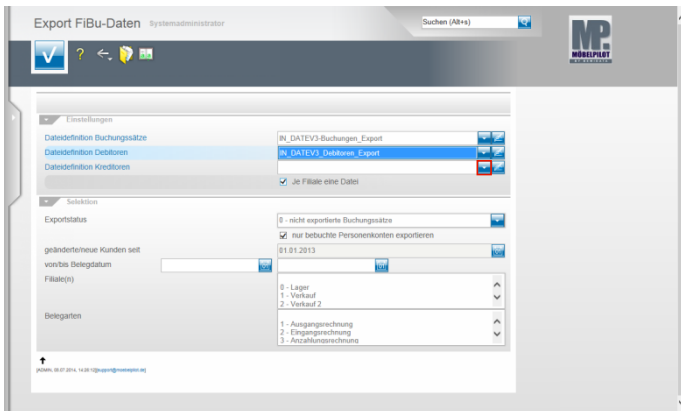 Export FiBu-Daten Systemadministrator
Suchen (Alt+s)
MP
MÖBELPILOT
Einstellungen
Dateidefinition Buchungssätze IN_DATEV3-Buchungen_Export
Dateidefinition Debitoren IN_DATEV3_Debitoren_Export
Dateidefinition Kreditoren
Je Filiale eine Datei
Selektion
Exportstatus 0 - nicht exportierte Buchungssätze
nur bebuchte Personenkonten exportieren
geänderte/neue Kunden seit 01.01.2013
von/bis Belegdatum
Filiale(n)
0 - Lager
1 - Verkauf
2 - Verkauf 2
Belegarten
1 - Ausgangsrechnung
2 - Eingangsrechnung
3 - Anzahlungsrechnung